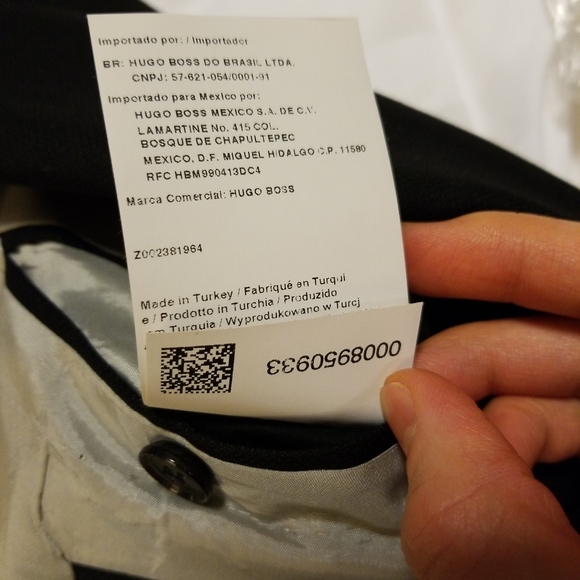 Importado por: / Importador
BR: HUGO BOSS DO BRASIL LTDA.
CNPJ: 57-621-054/0001-91
Importado para Mexico por:
HUGO BOSS MEXICO S.A. DE C.V.
LAMARTINE No. 415 COL.
BOSQUE DE CHAPULTEPEC
MEXICO, D.F. MIGUEL HIDALGO C.P. 11580
RFC HBM990413DC4
Marca Comercial: HUGO BOSS
Z002381964
Made in Turkey / Fabriqué en Turqui
e / Prodotto in Turchia / Produzido
em Turquia / Wyprodukowano w Turcj
0008950933